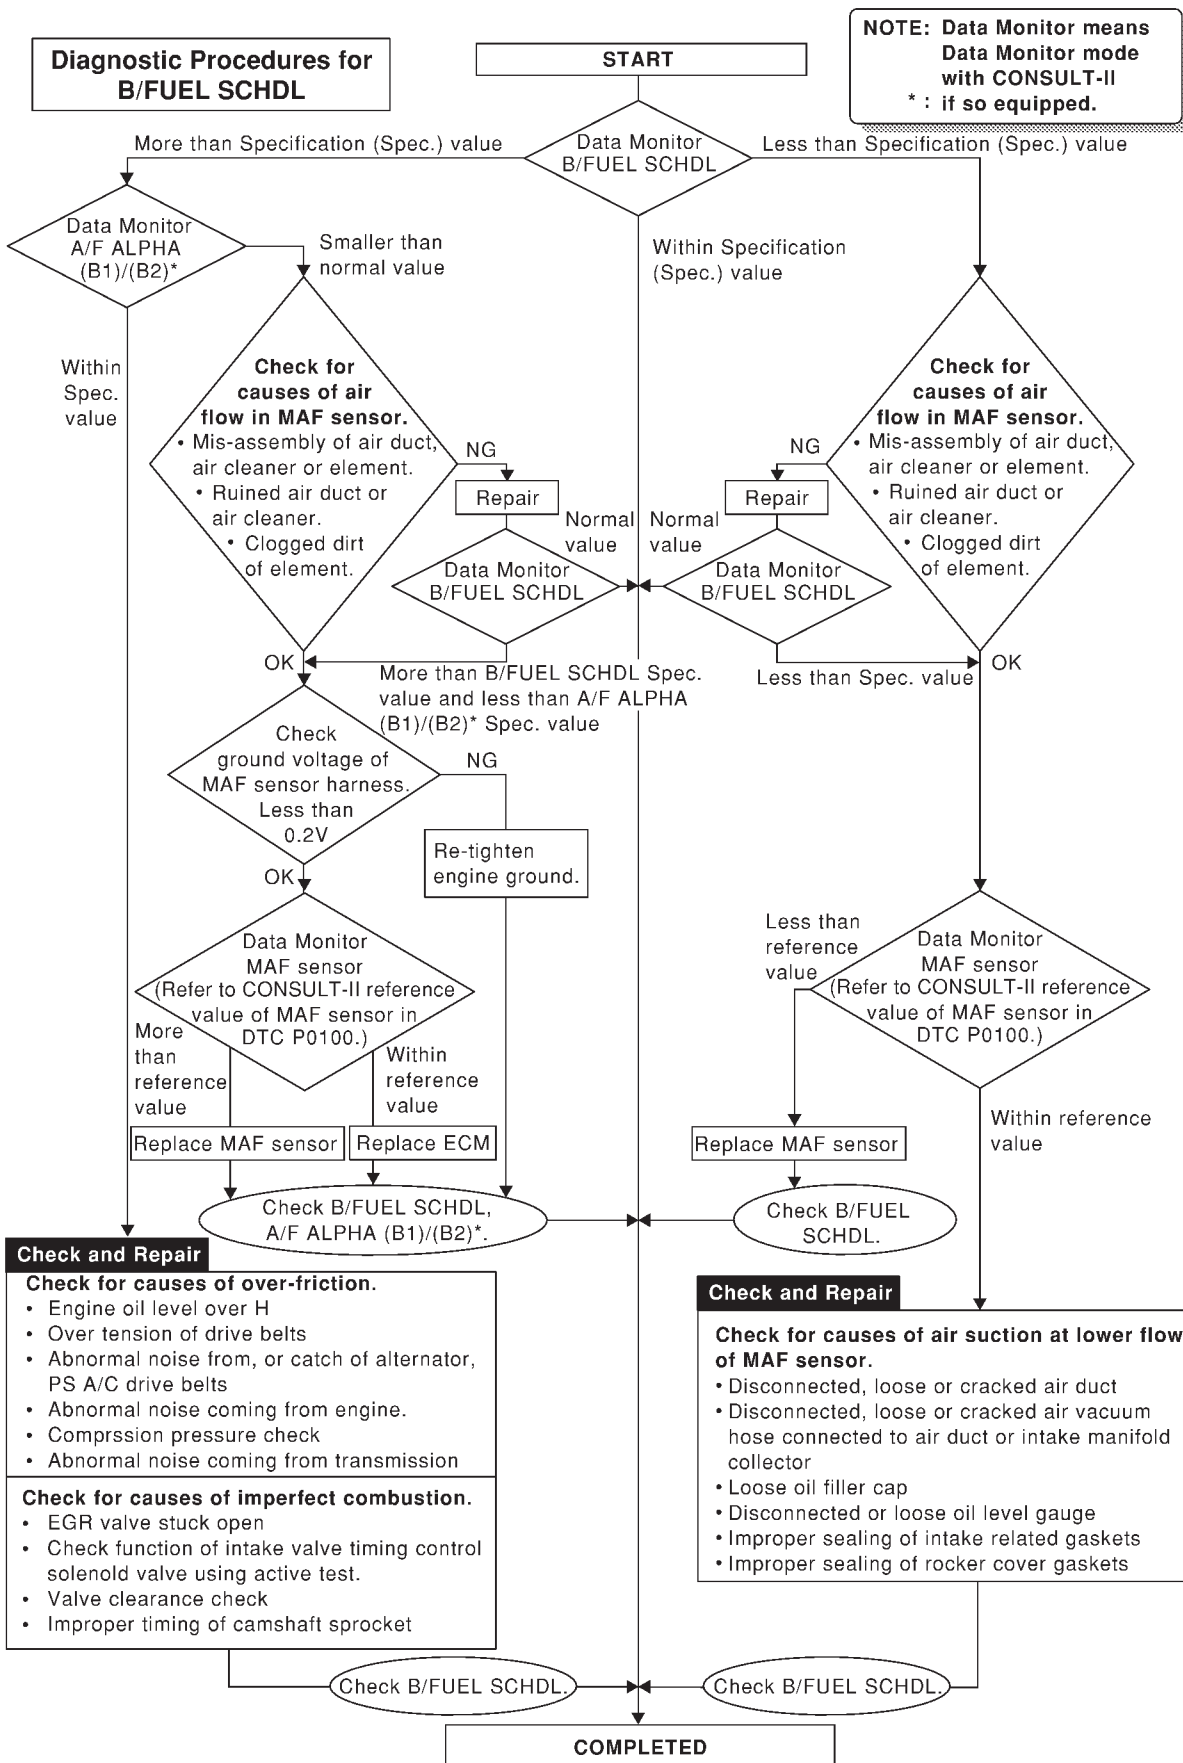 Diagnostic Procedures for
B/FUEL SCHDL
START
NOTE: Data Monitor means
Data Monitor mode
with CONSULT-II
* : if so equipped.
More than Specification (Spec.) value
Data Monitor
B/FUEL SCHDL
Less than Specification (Spec.) value
Data Monitor
A/F ALPHA
(B1)/(B2)*
Smaller than
normal value
Within Specification
(Spec.) value
Within
Spec.
value
Check for
causes of air
flow in MAF sensor.
• Mis-assembly of air duct,
air cleaner or element.
• Ruined air duct or
air cleaner.
• Clogged dirt
of element.
NG
Repair
Normal
value
Data Monitor
B/FUEL SCHDL
Normal
value
NG
Repair
Data Monitor
B/FUEL SCHDL
Check for
causes of air
flow in MAF sensor.
• Mis-assembly of air duct,
air cleaner or element.
• Ruined air duct or
air cleaner.
• Clogged dirt
of element.
OK
More than B/FUEL SCHDL Spec.
value and less than A/F ALPHA
(B1)/(B2)* Spec. value
Less than Spec. value
OK
Check
ground voltage of
MAF sensor harness.
Less than
0.2V
NG
Re-tighten
engine ground.
OK
Data Monitor
MAF sensor
(Refer to CONSULT-II reference
value of MAF sensor in
DTC P0100.)
Less than
reference
value
Data Monitor
MAF sensor
(Refer to CONSULT-II reference
value of MAF sensor in
DTC P0100.)
More
than
reference
value
Within
reference
value
Within reference
value
Replace MAF sensor
Replace ECM
Replace MAF sensor
Check B/FUEL SCHDL,
A/F ALPHA (B1)/(B2)*.
Check B/FUEL
SCHDL.
Check and Repair
Check for causes of over-friction.
• Engine oil level over H
• Over tension of drive belts
• Abnormal noise from, or catch of alternator,
PS A/C drive belts
• Abnormal noise coming from engine.
• Comprssion pressure check
• Abnormal noise coming from transmission
Check for causes of imperfect combustion.
• EGR valve stuck open
• Check function of intake valve timing control
solenold valve using active test.
• Valve clearance check
• Improper timing of camshaft sprocket
Check and Repair
Check for causes of air suction at lower flow
of MAF sensor.
• Disconnected, loose or cracked air duct
• Disconnected, loose or cracked air vacuum
hose connected to air duct or intake manifold
collector
• Loose oil filler cap
• Disconnected or loose oil level gauge
• Improper sealing of intake related gaskets
• Improper sealing of rocker cover gaskets
Check B/FUEL SCHDL.
Check B/FUEL SCHDL.
COMPLETED